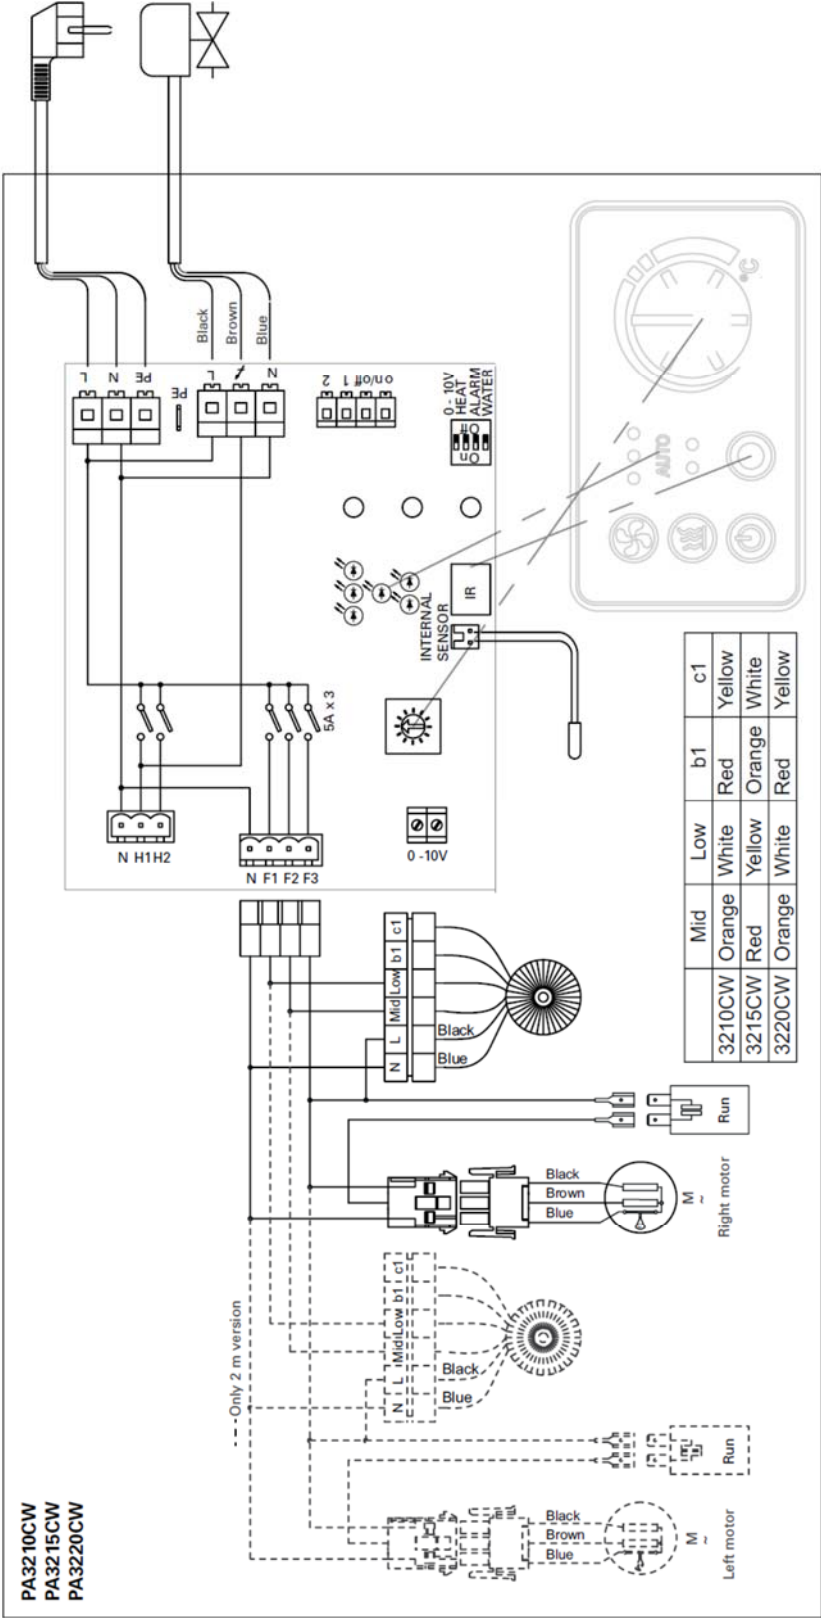 Black
Brown
Blue
L
N
PE
PE
L
N
2
1
on/off
0 - 10V
HEAT
ALARM
WATER
Off
On
°C
AUTO
IR
INTERNAL
SENSOR
5A x 3
N H1 H2
N F1 F2 F3
0 -10V
Mid Low b1 c1
3210CW Orange White Red Yellow
3215CW Red Yellow Orange White
3220CW Orange White Red Yellow
N L Mid Low b1 c1
Black
Blue
Run
Black
Brown
Blue
M
~
Right motor
Only 2 m version
N L Mid Low b1 c1
Black
Blue
Run
Black
Brown
Blue
M
~
Left motor
PA3210CW
PA3215CW
PA3220CW